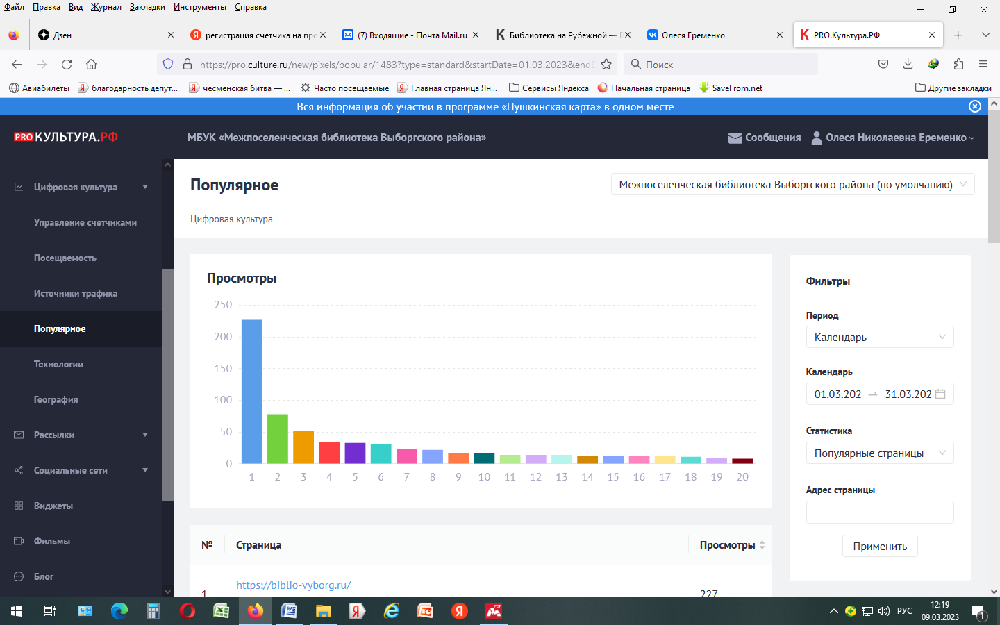 Файл Правка Вид Журнал Закладки Инструменты Справка
Дзен
регистрация счетчика на про
(7) Входящие - Почта Mail.ru
Библиотека на Рубежной — В
Олеся Еременко
PRO.Культура.РФ
https://pro.culture.ru/new/pixels/popular/1483?type=standard&startDate=01.03.2023&endD
Поиск
Авиабилеты
благодарность депут...
чесменская битва — ...
Часто посещаемые
Главная страница Ян...
Сервисы Яндекса
Начальная страница
SaveFrom.net
Другие закладки
Вся информация об участии в программе «Пушкинская карта» в одном месте
PRO КУЛЬТУРА.РФ
МБУК «Межпоселенческая библиотека Выборгского района»
Сообщения
Олеся Николаевна Еременко
Цифровая культура
Управление счетчиками
Посещаемость
Источники трафика
Популярное
Технологии
География
Рассылки
Социальные сети
Виджеты
Фильмы
Блог
Популярное
Межпоселенческая библиотека Выборгского района (по умолчанию)
Цифровая культура
Просмотры
250
200
150
100
50
0
1 2 3 4 5 6 7 8 9 10 11 12 13 14 15 16 17 18 19 20
№ Страница Просмотры
1 https://biblio-vyborg.ru/ 227
Фильтры
Период
Календарь
Календарь
01.03.202 31.03.202
Статистика
Популярные страницы
Адрес страницы
Применить
РУС
12:19
09.03.2023
1